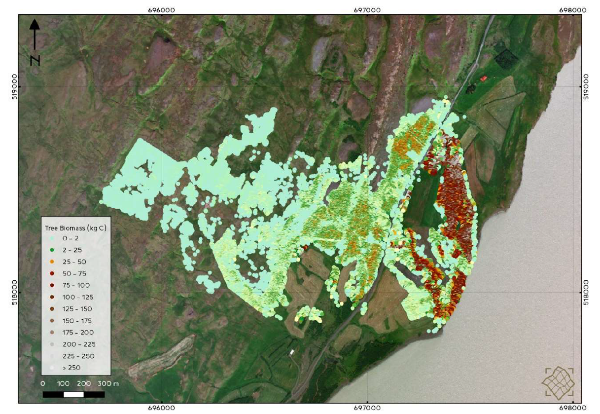 696000
697000
698000
N
519000
519000
Tree Biomass (kg C)
0 - 2
2 - 25
25 - 50
50 - 75
75 - 100
100 - 125
125 - 150
150 - 175
175 - 200
200 - 225
225 - 250
> 250
518000
518000
0 100 200 300 m
696000
697000
698000